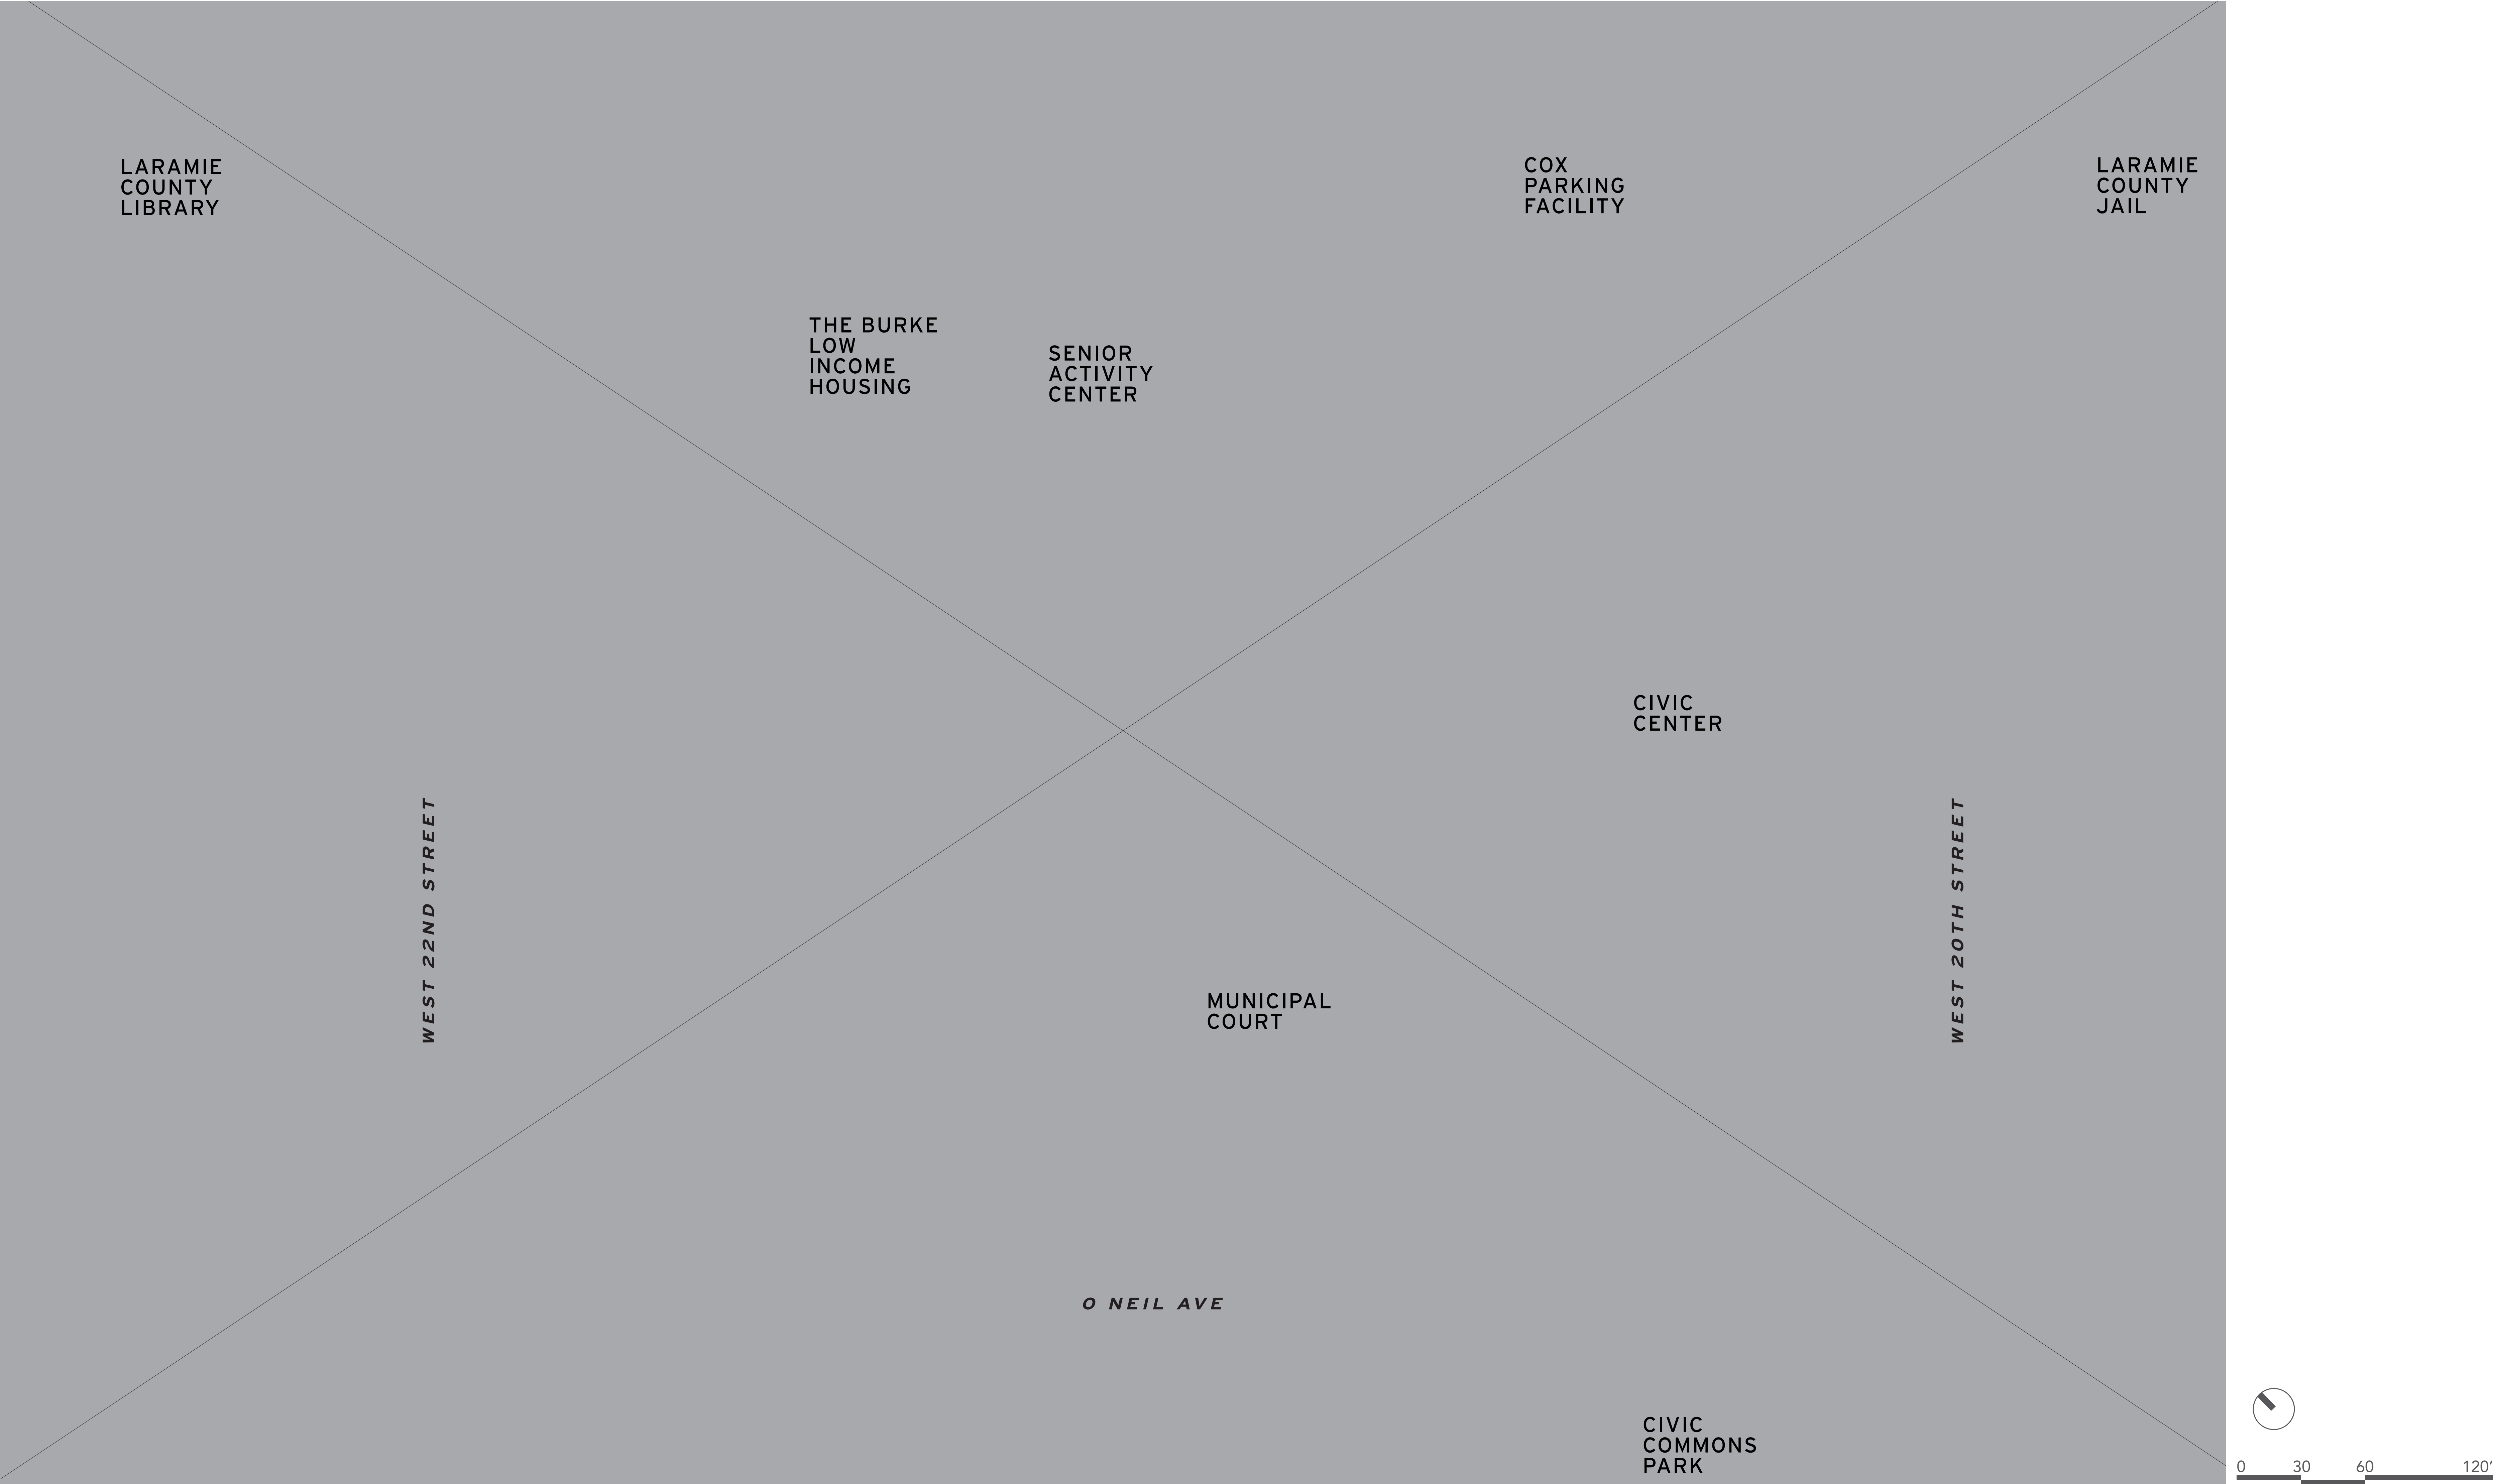 LARAMIE
COUNTY
LIBRARY
COX
PARKING
FACILITY
LARAMIE
COUNTY
JAIL
THE BURKE
LOW
INCOME
HOUSING
SENIOR
ACTIVITY
CENTER
CIVIC
CENTER
WEST 22ND STREET
WEST 20TH STREET
MUNICIPAL
COURT
O NEIL AVE
CIVIC
COMMONS
PARK
0 30 60 120'